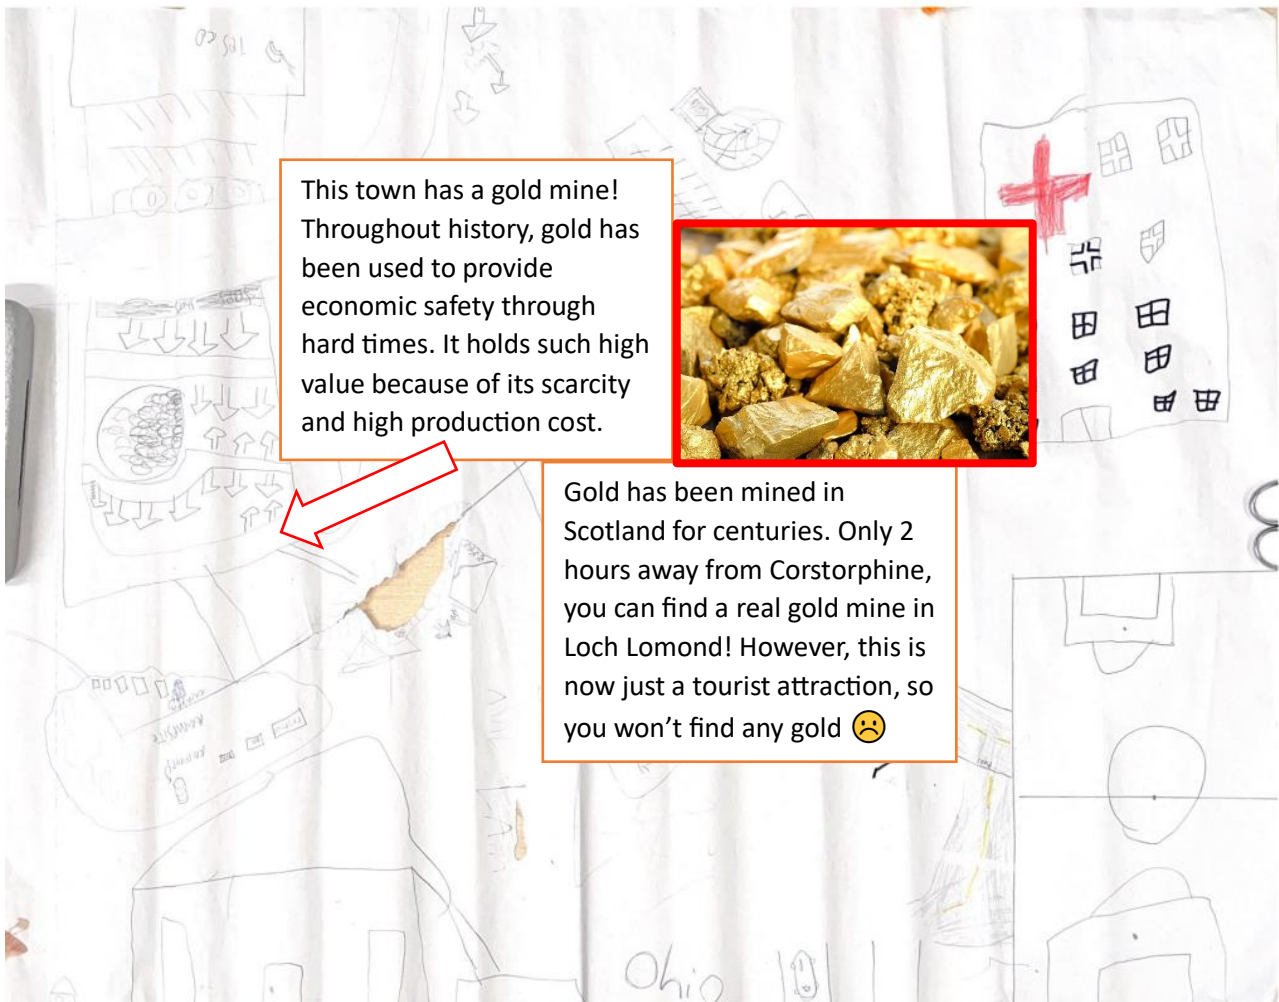 TESCO
This town has a gold mine!
Throughout history, gold has
been used to provide
economic safety through
hard times. It holds such high
value because of its scarcity
and high production cost.
Gold has been mined in
Scotland for centuries. Only 2
hours away from Corstorphine,
you can find a real gold mine in
Loch Lomond! However, this is
now just a tourist attraction, so
you won’t find any gold ☹
Ohio